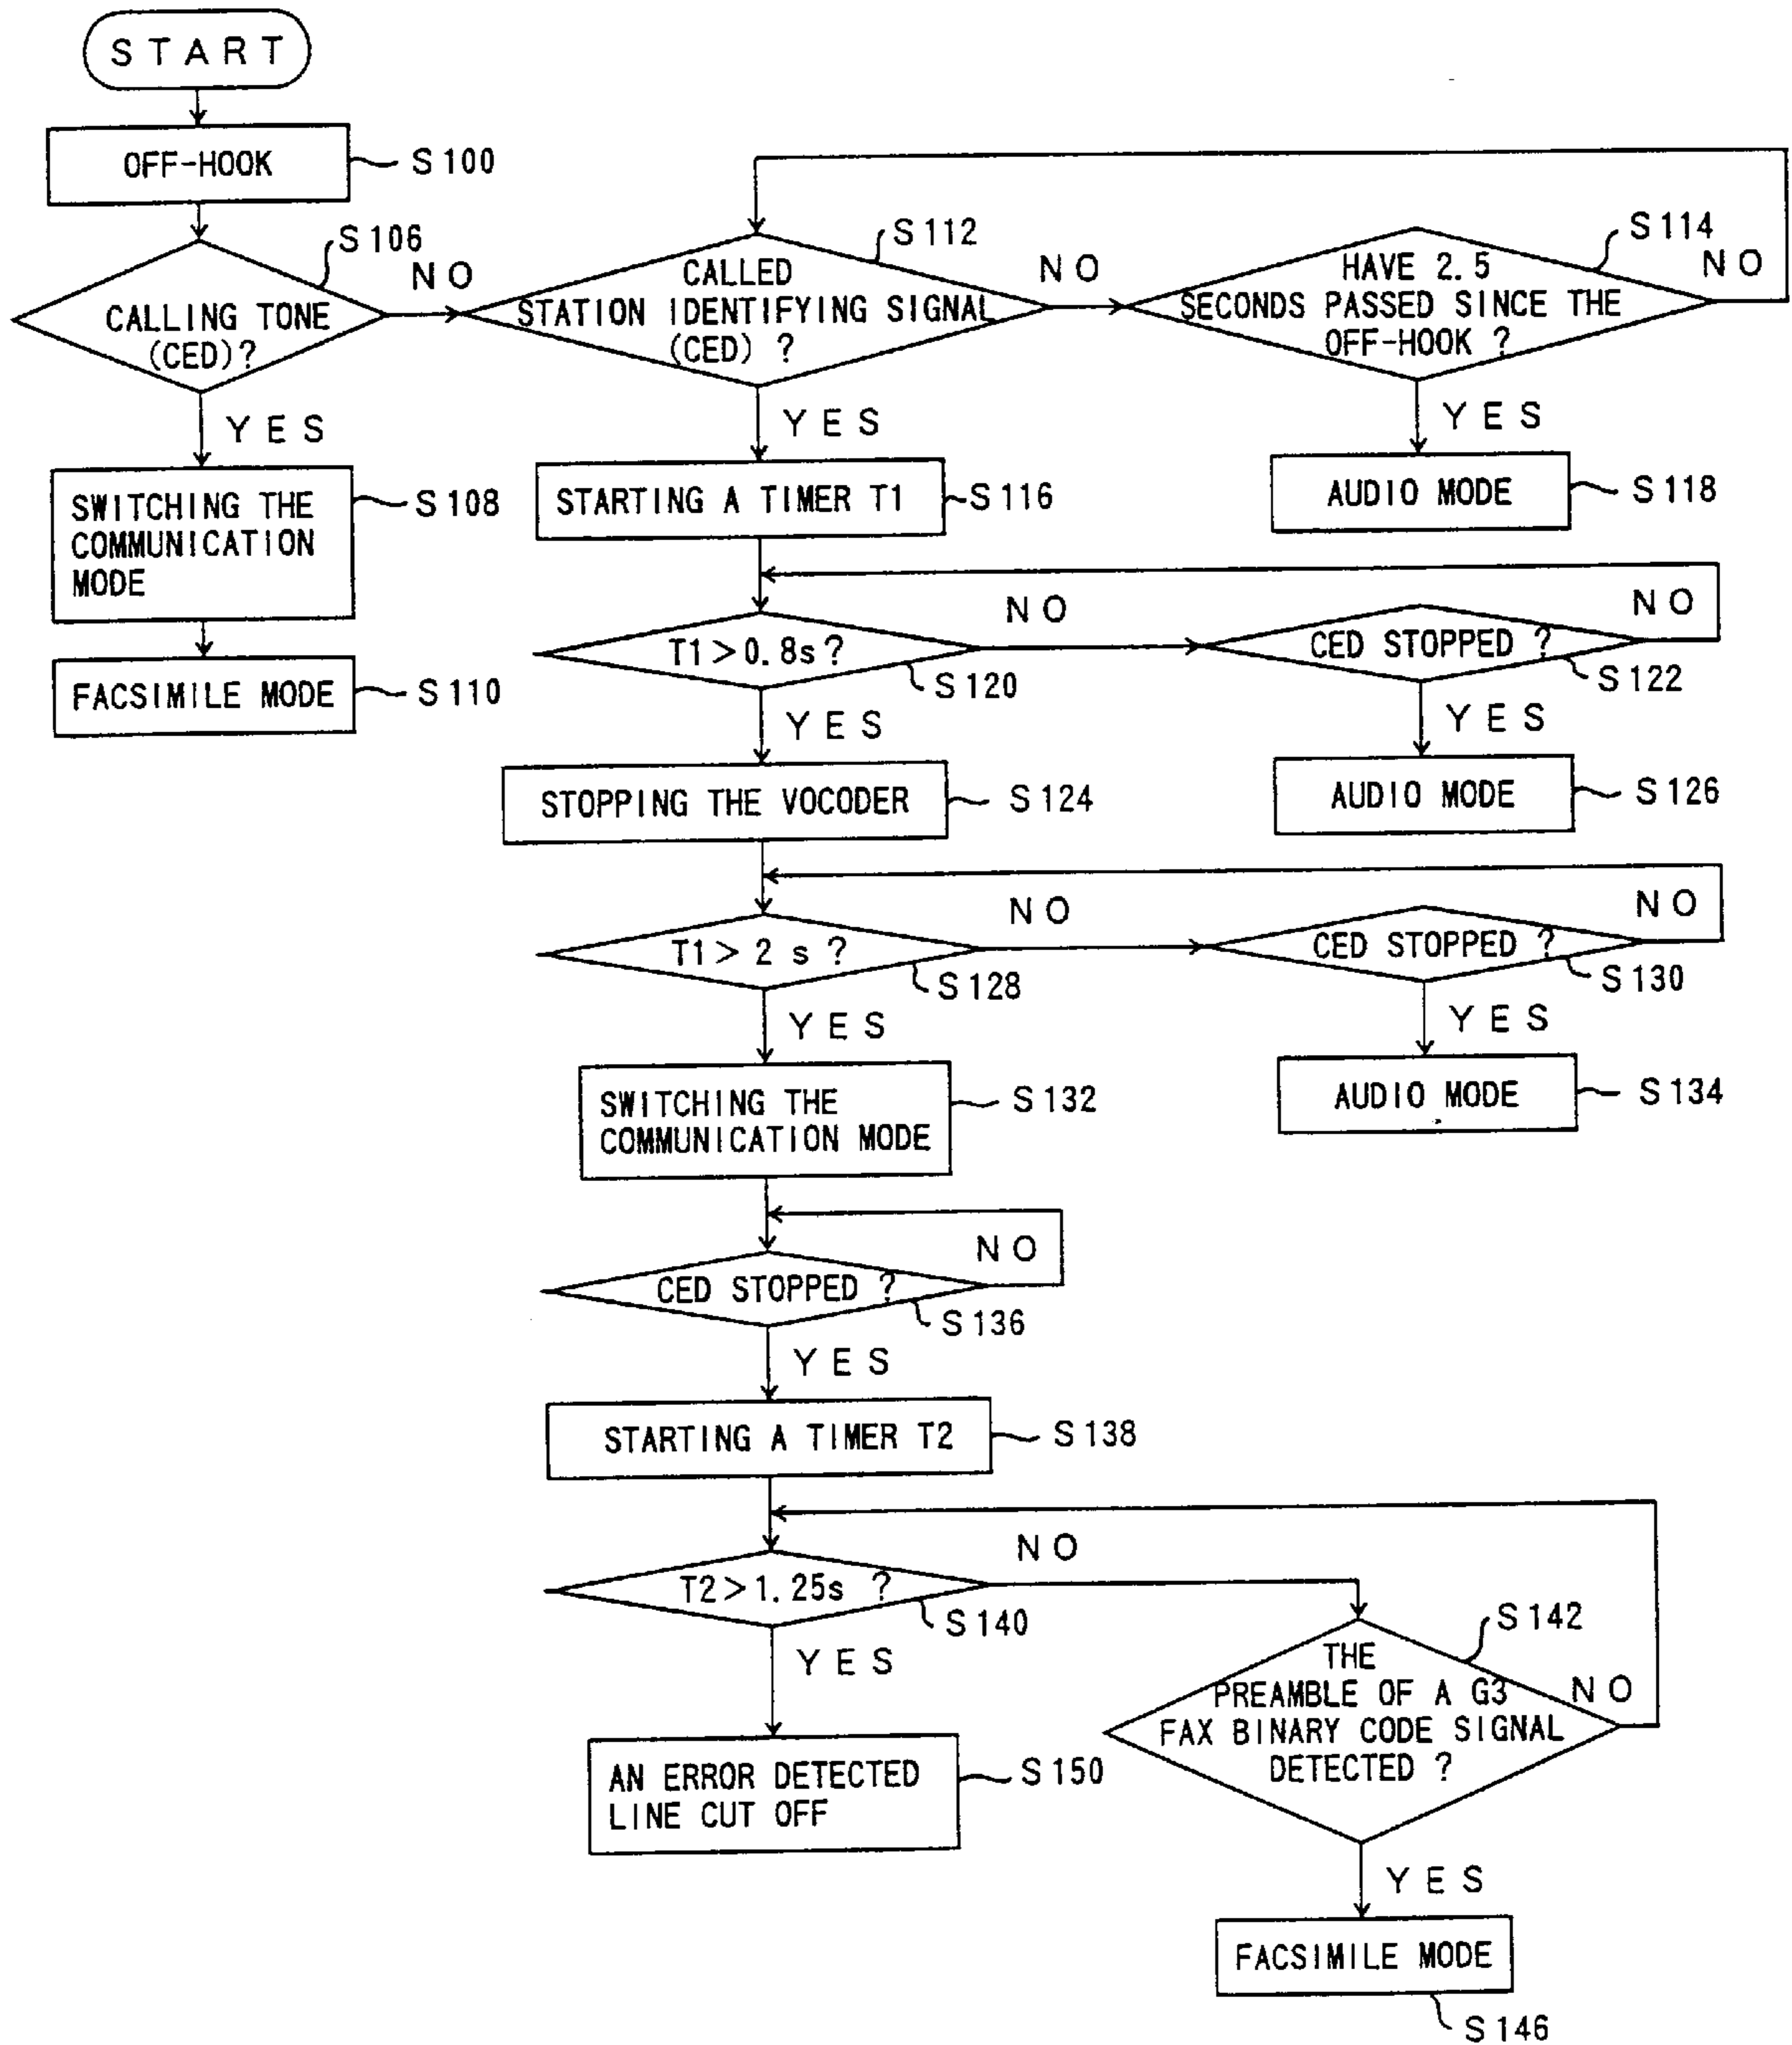 START
OFF-HOOK
S100
CALLING TONE
(CED)?
S106
NO
YES
SWITCHING THE
COMMUNICATION
MODE
S108
FACSIMILE MODE
S110
CALLED
STATION IDENTIFYING SIGNAL
(CED) ?
S112
NO
YES
HAVE 2.5
SECONDS PASSED SINCE THE
OFF-HOOK ?
S114
NO
YES
AUDIO MODE
S118
STARTING A TIMER T1
S116
T1>0.8s?
S120
NO
YES
CED STOPPED ?
S122
NO
YES
AUDIO MODE
S126
STOPPING THE VOCODER
S124
T1> 2 s ?
S128
NO
YES
CED STOPPED ?
S130
NO
YES
AUDIO MODE
S134
SWITCHING THE
COMMUNICATION MODE
S132
CED STOPPED ?
S136
NO
YES
STARTING A TIMER T2
S138
T2>1.25s ?
S140
NO
YES
AN ERROR DETECTED
LINE CUT OFF
S150
THE
PREAMBLE OF A G3
FAX BINARY CODE SIGNAL
DETECTED ?
S142
NO
YES
FACSIMILE MODE
S146